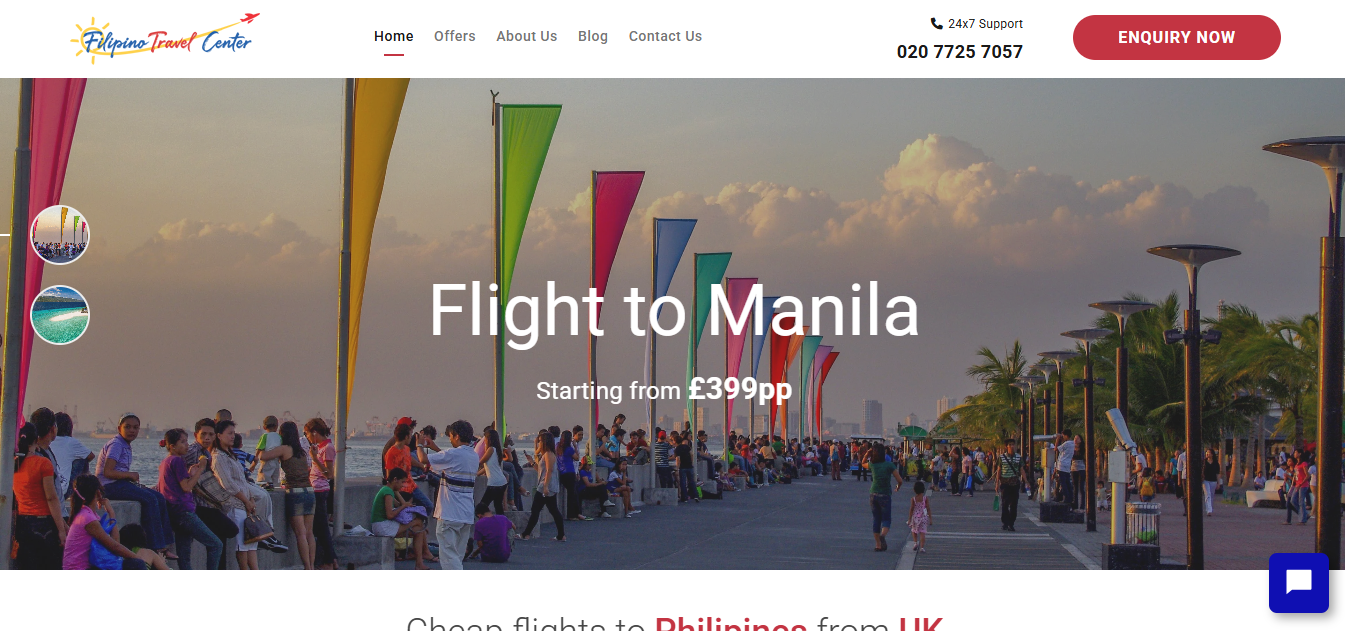 Filipino Travel Center
Home Offers About Us Blog Contact Us
24x7 Support
020 7725 7057
ENQUIRY NOW
Flight to Manila
Starting from £399pp
Cheap flights to Philipines from UK